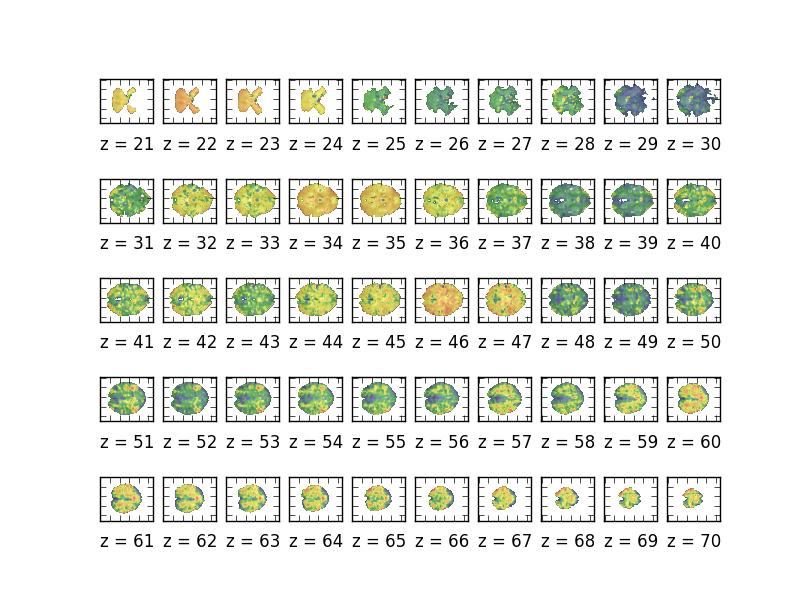 z = 21 z = 22 z = 23 z = 24 z = 25 z = 26 z = 27 z = 28 z = 29 z = 30
z = 31 z = 32 z = 33 z = 34 z = 35 z = 36 z = 37 z = 38 z = 39 z = 40
z = 41 z = 42 z = 43 z = 44 z = 45 z = 46 z = 47 z = 48 z = 49 z = 50
z = 51 z = 52 z = 53 z = 54 z = 55 z = 56 z = 57 z = 58 z = 59 z = 60
z = 61 z = 62 z = 63 z = 64 z = 65 z = 66 z = 67 z = 68 z = 69 z = 70